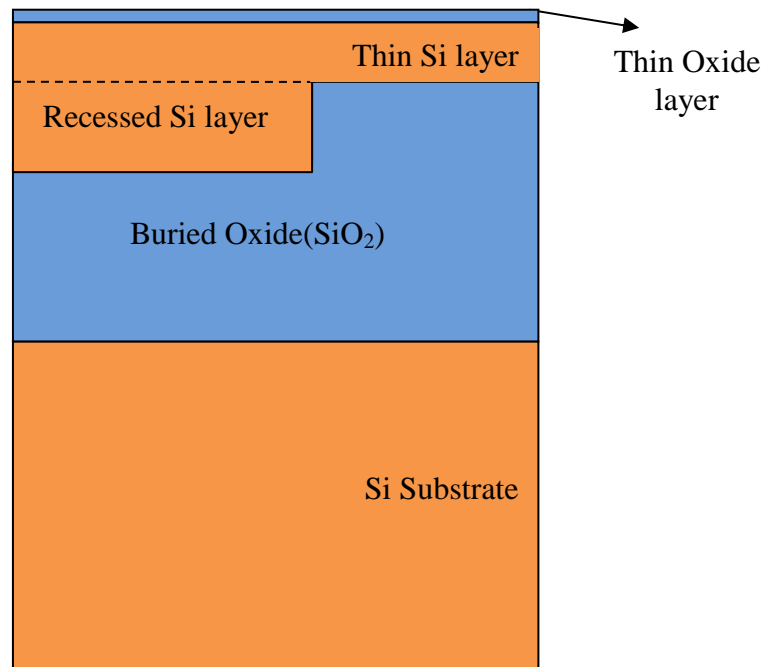 Thin Si layer
Thin Oxide
layer
Recessed Si layer
Buried Oxide(SiO₂)
Si Substrate